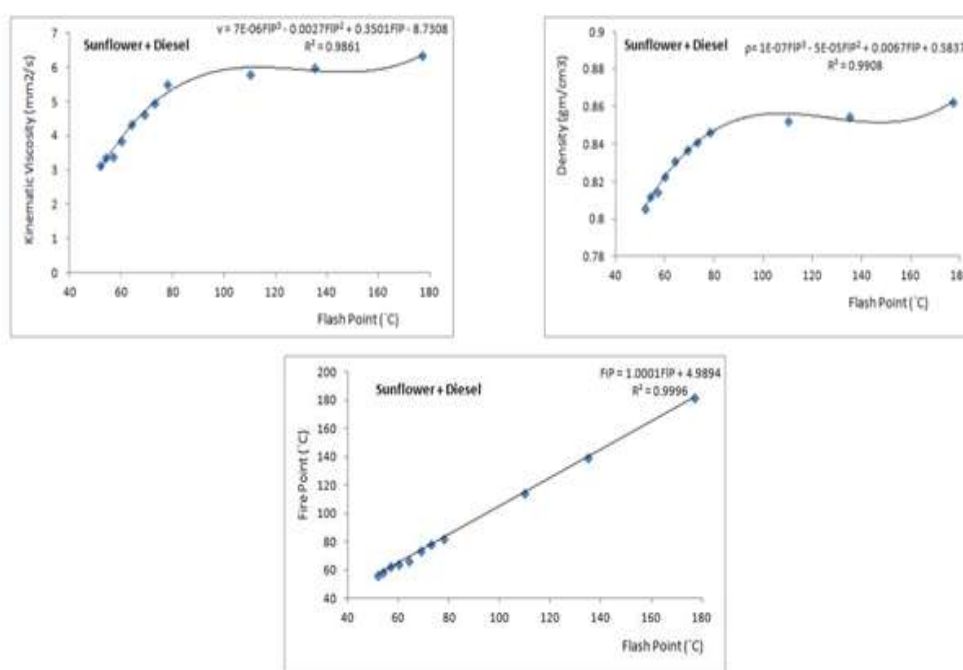 v = 7E-06FlP³ - 0.0027FlP² + 0.3501FlP - 8.7308
R² = 0.9861
Sunflower + Diesel
Kinematic Viscosity (mm2/s)
7
6
5
4
3
2
1
0
40 60 80 100 120 140 160 180
Flash Point (˚C)
Sunflower + Diesel
ρ= 1E-07FlP³ - 5E-05FlP² + 0.0067FlP + 0.5837
R² = 0.9908
Density (gm/cm3)
0.9
0.88
0.86
0.84
0.82
0.8
0.78
40 60 80 100 120 140 160 180
Flash Point (˚C)
FiP = 1.0001FlP + 4.9894
R² = 0.9996
Sunflower + Diesel
Fire Point (˚C)
200
180
160
140
120
100
80
60
40
40 60 80 100 120 140 160 180
Flash Point (˚C)